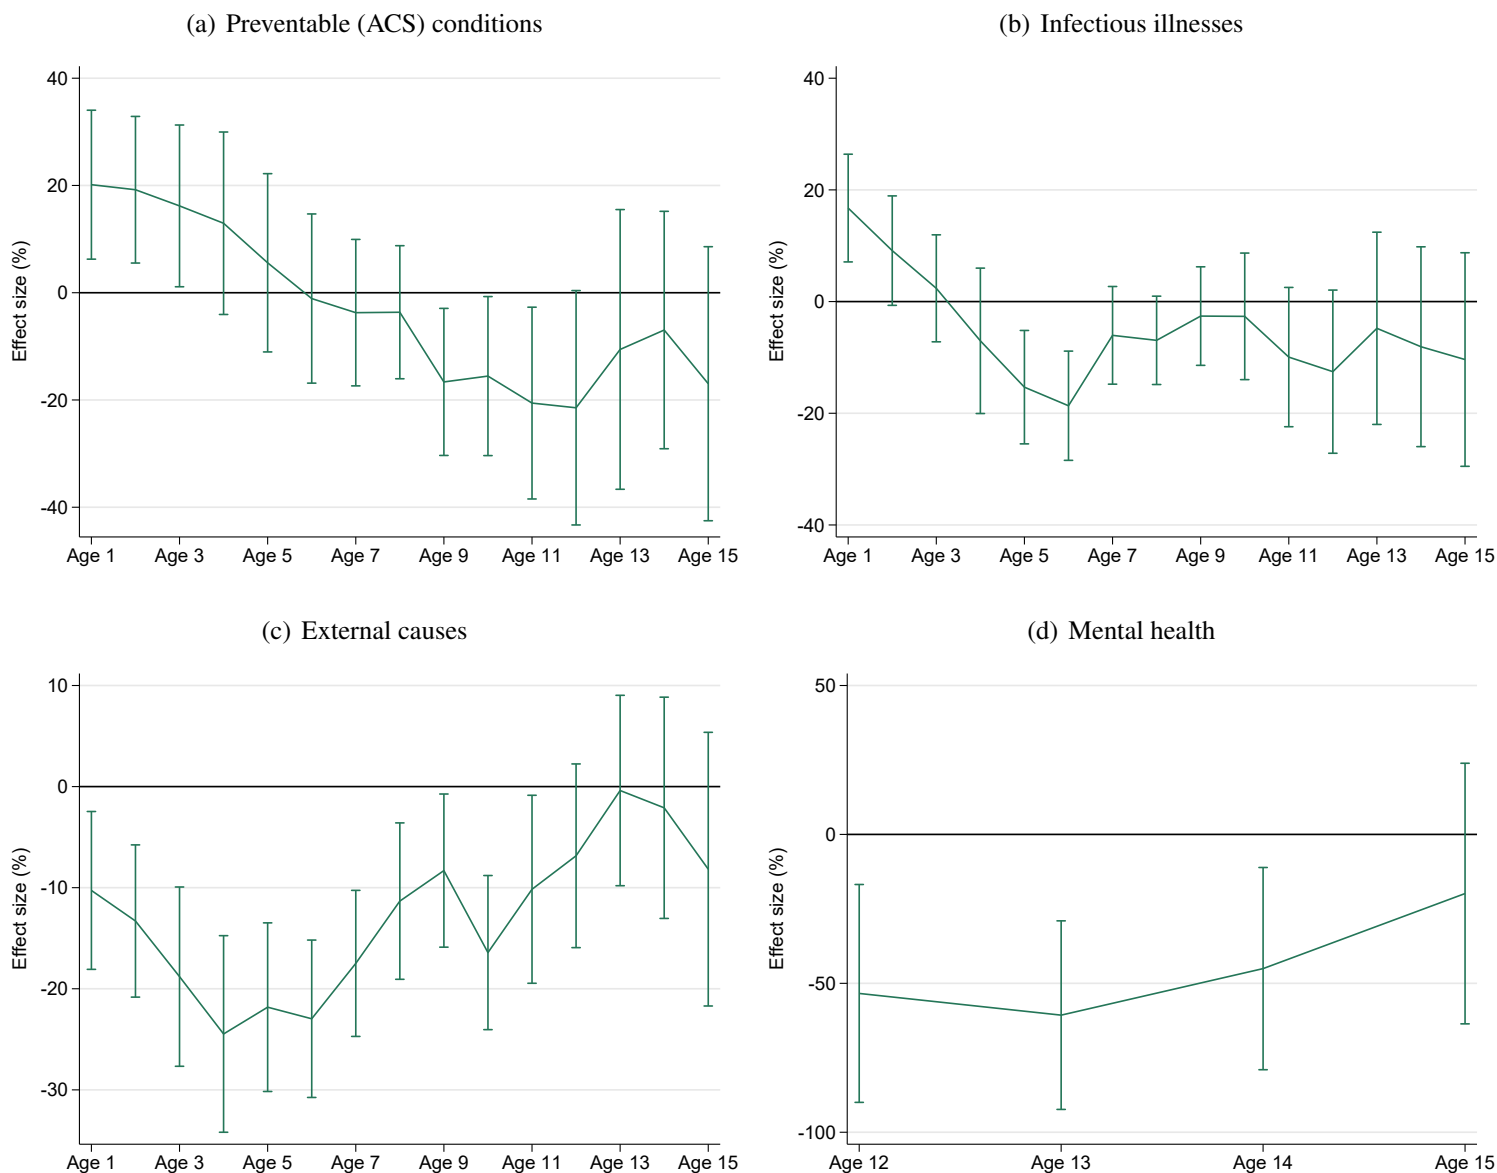 (a) Preventable (ACS) conditions
40
20
0
-20
-40
Effect size (%)
Age 1 Age 3 Age 5 Age 7 Age 9 Age 11 Age 13 Age 15
(b) Infectious illnesses
40
20
0
-20
-40
Effect size (%)
Age 1 Age 3 Age 5 Age 7 Age 9 Age 11 Age 13 Age 15
(c) External causes
10
0
-10
-20
-30
Effect size (%)
Age 1 Age 3 Age 5 Age 7 Age 9 Age 11 Age 13 Age 15
(d) Mental health
50
0
-50
-100
Effect size (%)
Age 12 Age 13 Age 14 Age 15